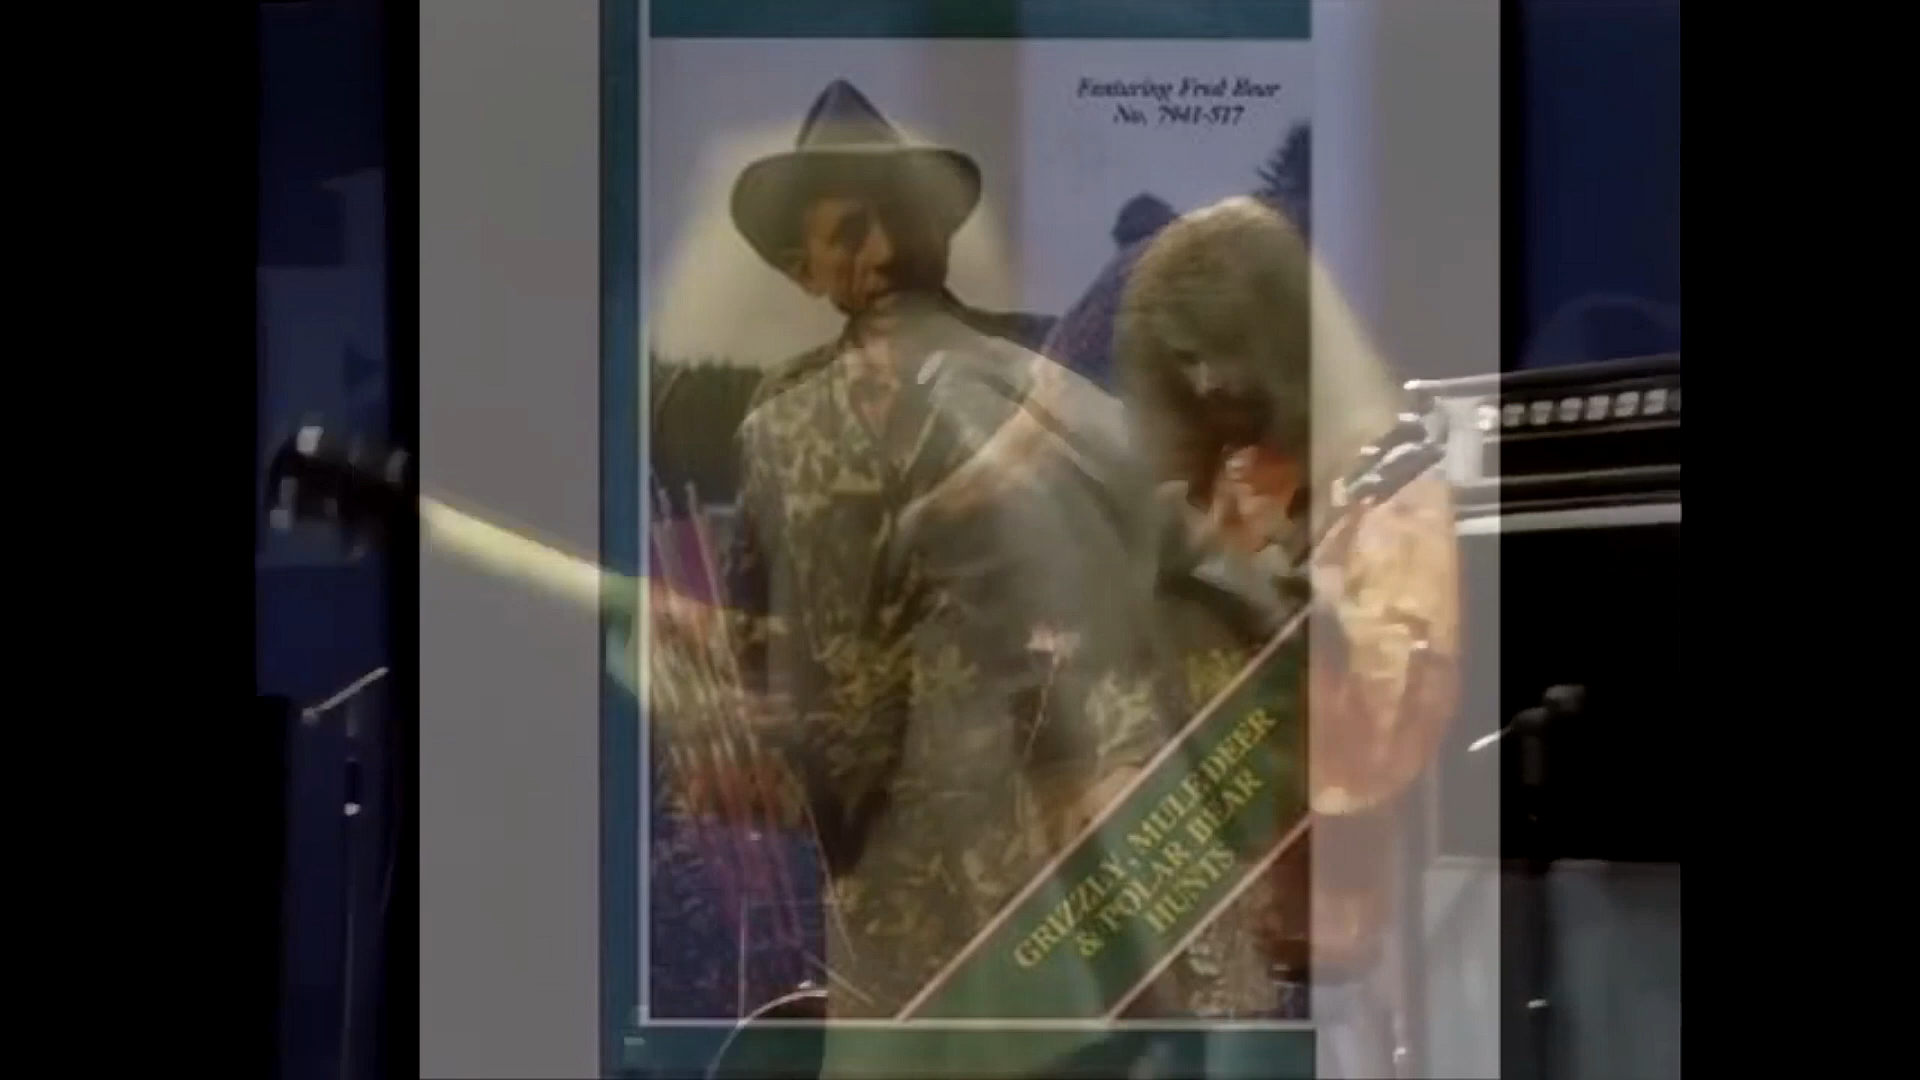 Featuring Fred Bear
No. 7941-517
GRIZZLY, MULE DEER
& POLAR BEAR
HUNTS